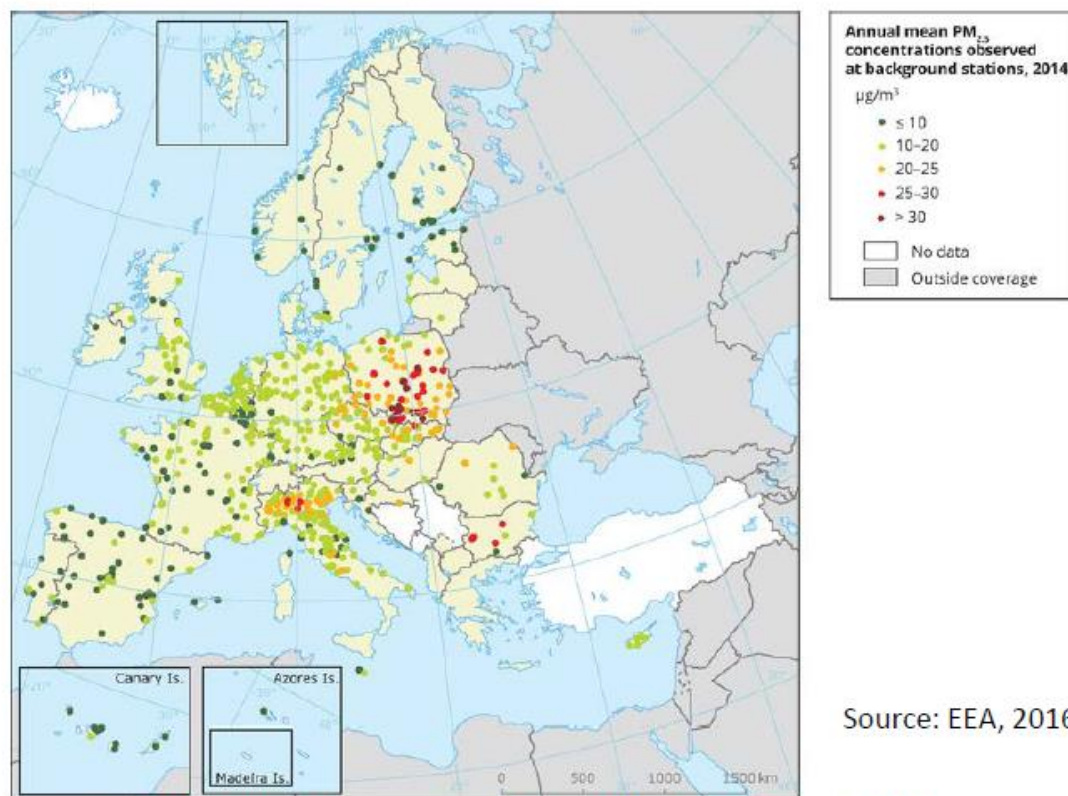 Annual mean PM2.5
concentrations observed
at background stations, 2014
µg/m³
≤ 10
10–20
20–25
25–30
> 30
No data
Outside coverage
Canary Is.
Azores Is.
Madeira Is.
0 500 1000 1500 km
Source: EEA, 2016